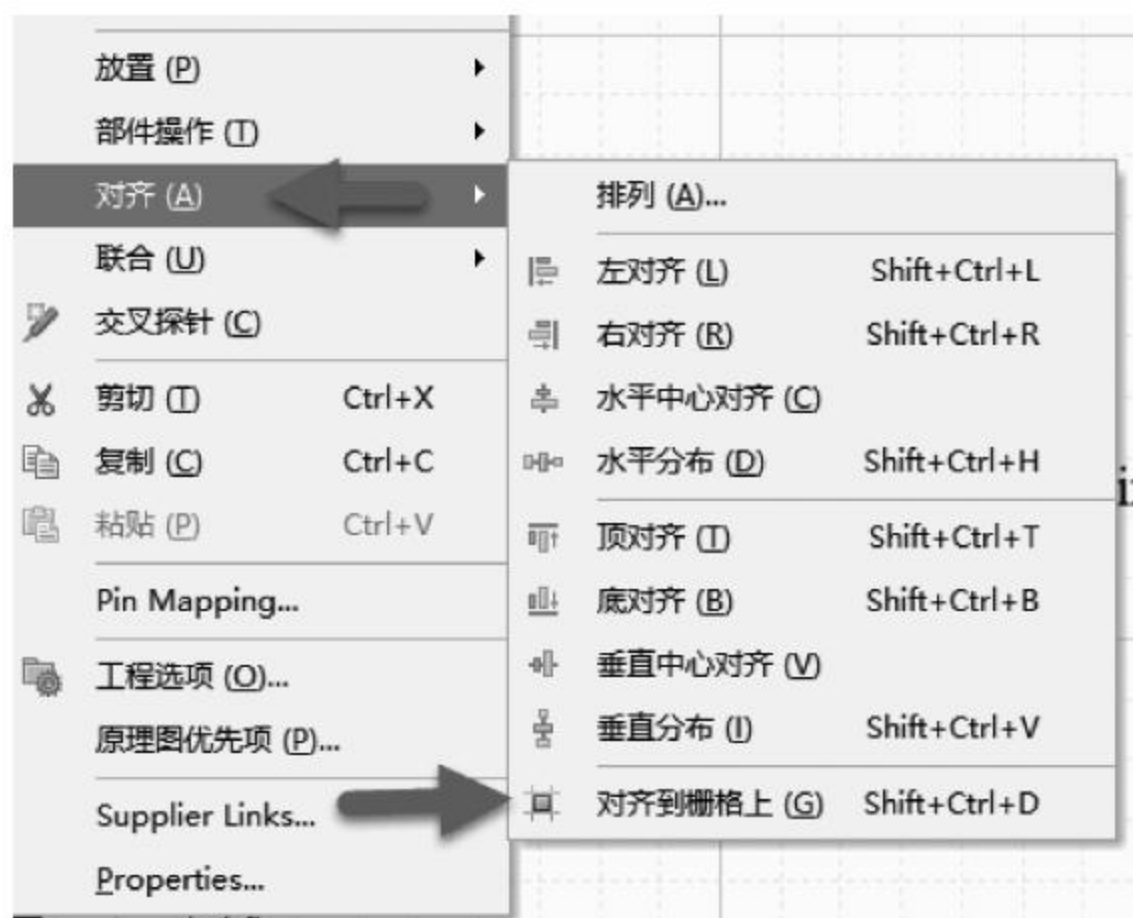 放置 (P)
部件操作 (T)
对齐 (A)
联合 (U)
交叉探针 (C)
剪切 (T) Ctrl+X
复制 (C) Ctrl+C
粘贴 (P) Ctrl+V
Pin Mapping...
工程选项 (O)...
原理图优先项 (P)...
Supplier Links...
Properties...
排列 (A)...
左对齐 (L) Shift+Ctrl+L
右对齐 (R) Shift+Ctrl+R
水平中心对齐 (C)
水平分布 (D) Shift+Ctrl+H
顶对齐 (T) Shift+Ctrl+T
底对齐 (B) Shift+Ctrl+B
垂直中心对齐 (V)
垂直分布 (I) Shift+Ctrl+V
对齐到栅格上 (G) Shift+Ctrl+D